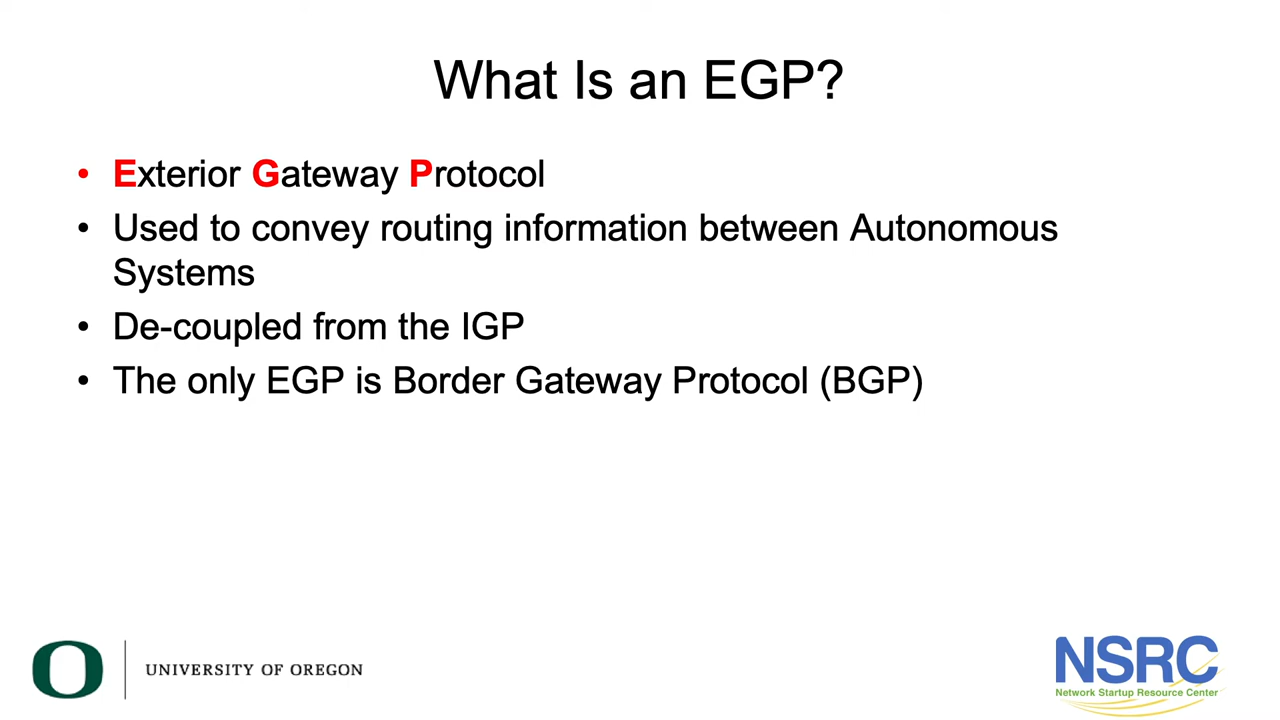 What Is an EGP?
• Exterior Gateway Protocol
• Used to convey routing information between Autonomous
Systems
• De-coupled from the IGP
• The only EGP is Border Gateway Protocol (BGP)
O
UNIVERSITY OF OREGON
NSRC
Network Startup Resource Center